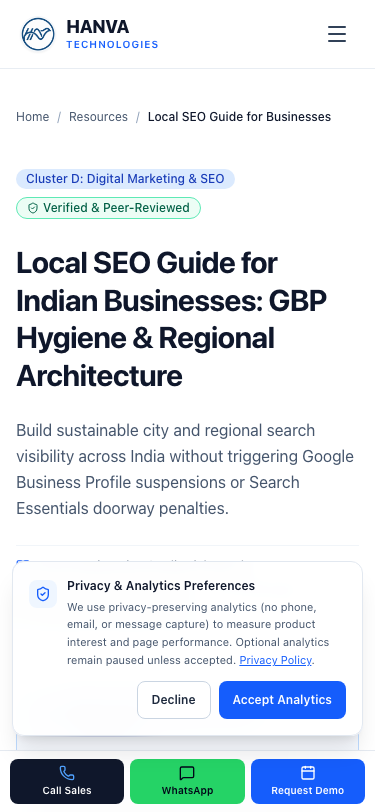 HANVA
TECHNOLOGIES
Home / Resources / Local SEO Guide for Businesses
Cluster D: Digital Marketing & SEO
Verified & Peer-Reviewed
Local SEO Guide for
Indian Businesses: GBP
Hygiene & Regional
Architecture
Build sustainable city and regional search
visibility across India without triggering Google
Business Profile suspensions or Search
Essentials doorway penalties.
Privacy & Analytics Preferences
We use privacy-preserving analytics (no phone,
email, or message capture) to measure product
interest and page performance. Optional analytics
remain paused unless accepted. Privacy Policy.
Decline
Accept Analytics
Call Sales
WhatsApp
Request Demo